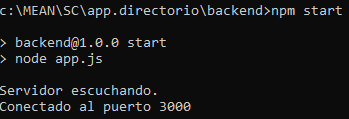 c:\MEAN\SC\app.directorio\backend>npm start
> backend@1.0.0 start
> node app.js
Servidor escuchando.
Conectado al puerto 3000